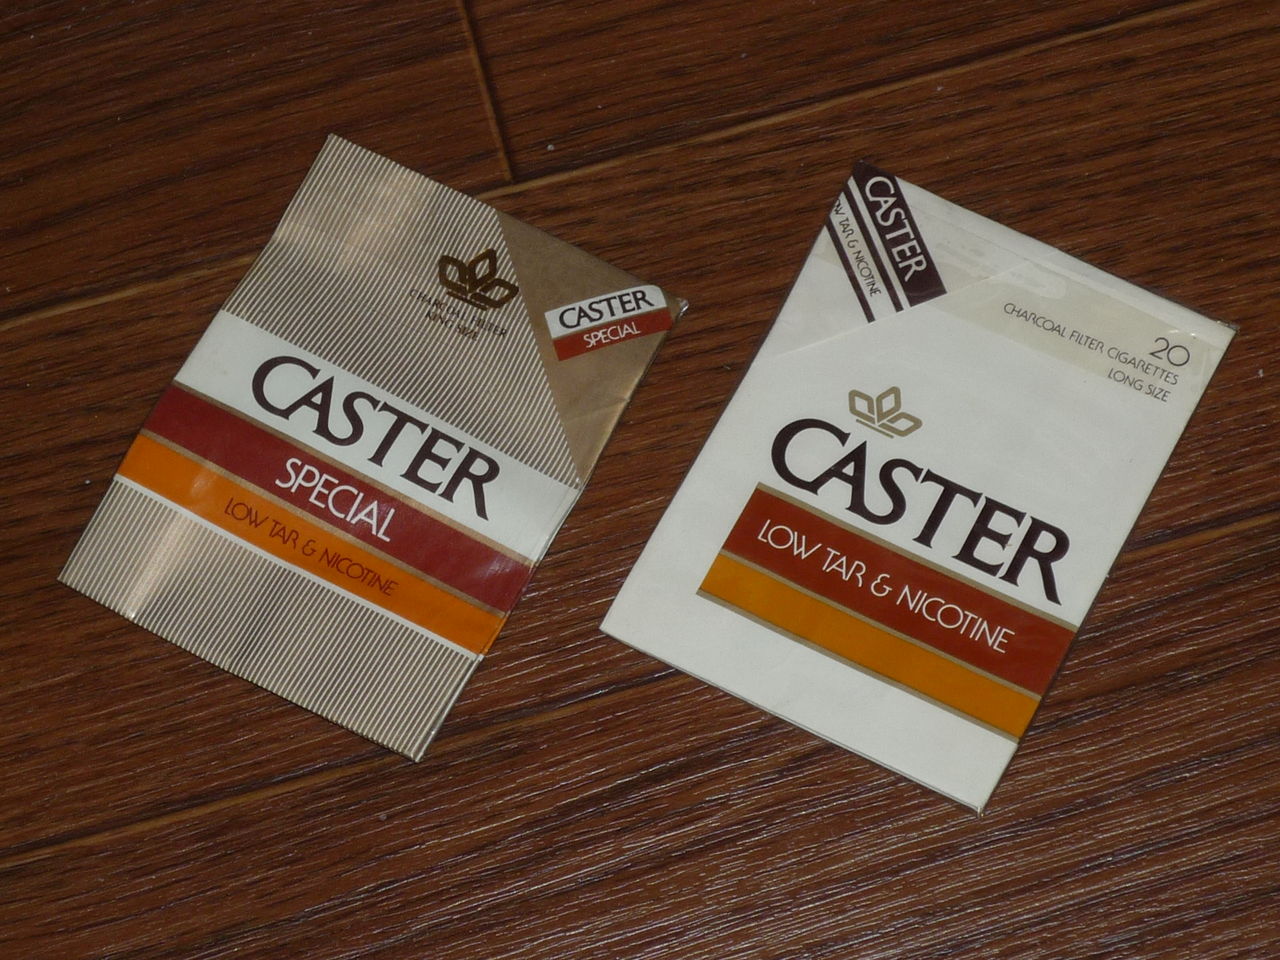 CHARCOAL FILTER
KING SIZE
CASTER
SPECIAL
CASTER
SPECIAL
LOW TAR & NICOTINE
CASTER
TAR & NICOTINE
20
CHARCOAL FILTER CIGARETTES
LONG SIZE
CASTER
LOW TAR & NICOTINE